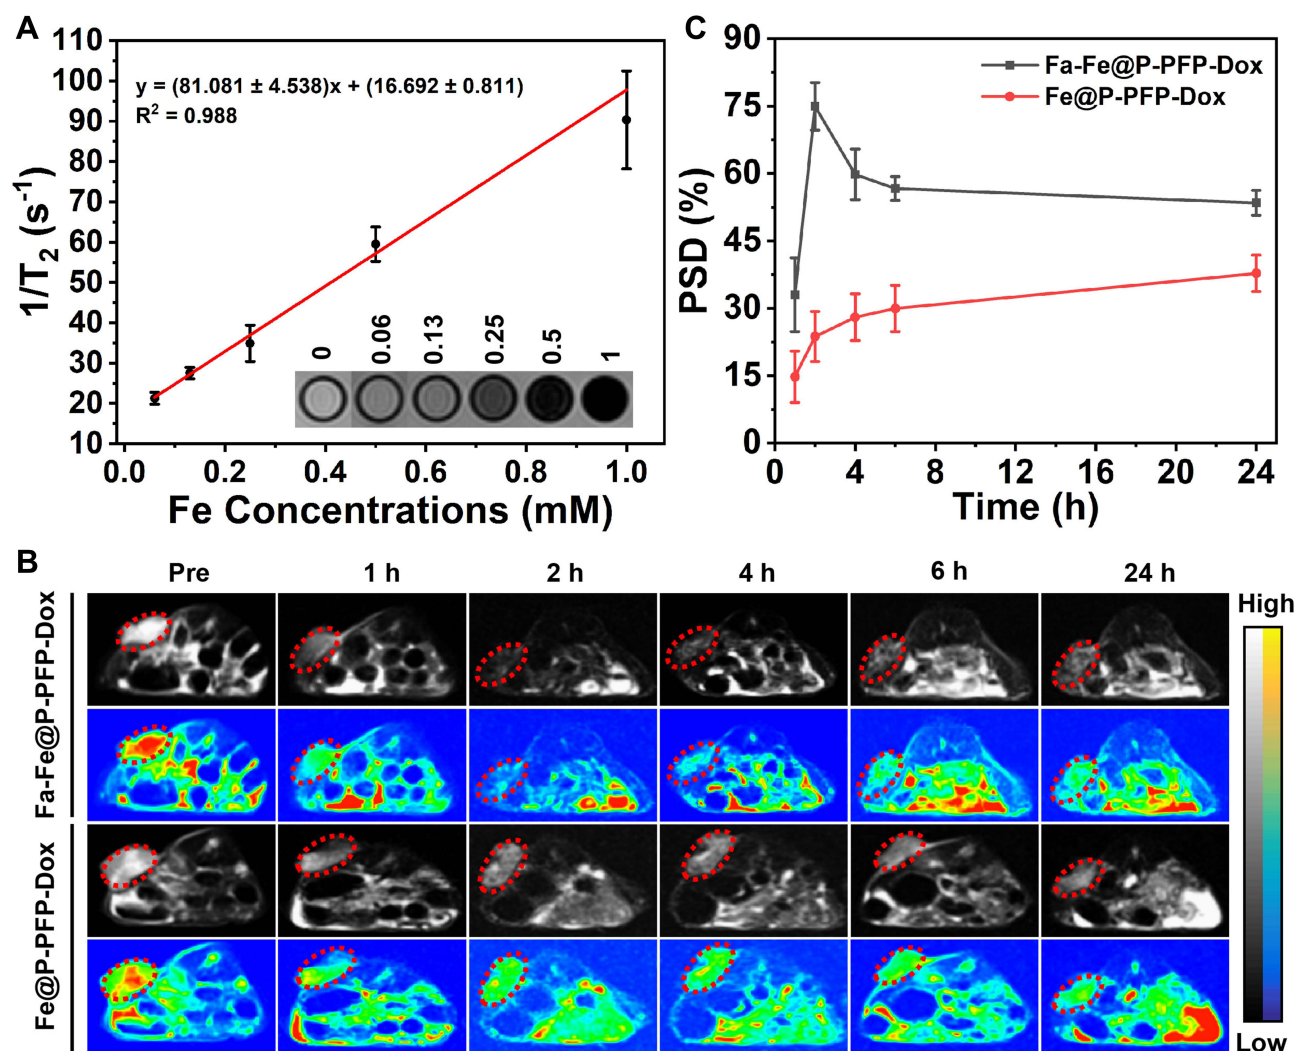 A
110
100
90
80
70
60
50
40
30
20
10
1/T2 (s-1)
y = (81.081 ± 4.538)x + (16.692 ± 0.811)
R2 = 0.988
0 0.06 0.13 0.25 0.5 1
0.0 0.2 0.4 0.6 0.8 1.0
Fe Concentrations (mM)
C
90
75
60
45
30
15
0
PSD (%)
Fa-Fe@P-PFP-Dox
Fe@P-PFP-Dox
0 4 8 12 16 20 24
Time (h)
B
Pre 1 h 2 h 4 h 6 h 24 h
Fa-Fe@P-PFP-Dox
Fe@P-PFP-Dox
High
Low